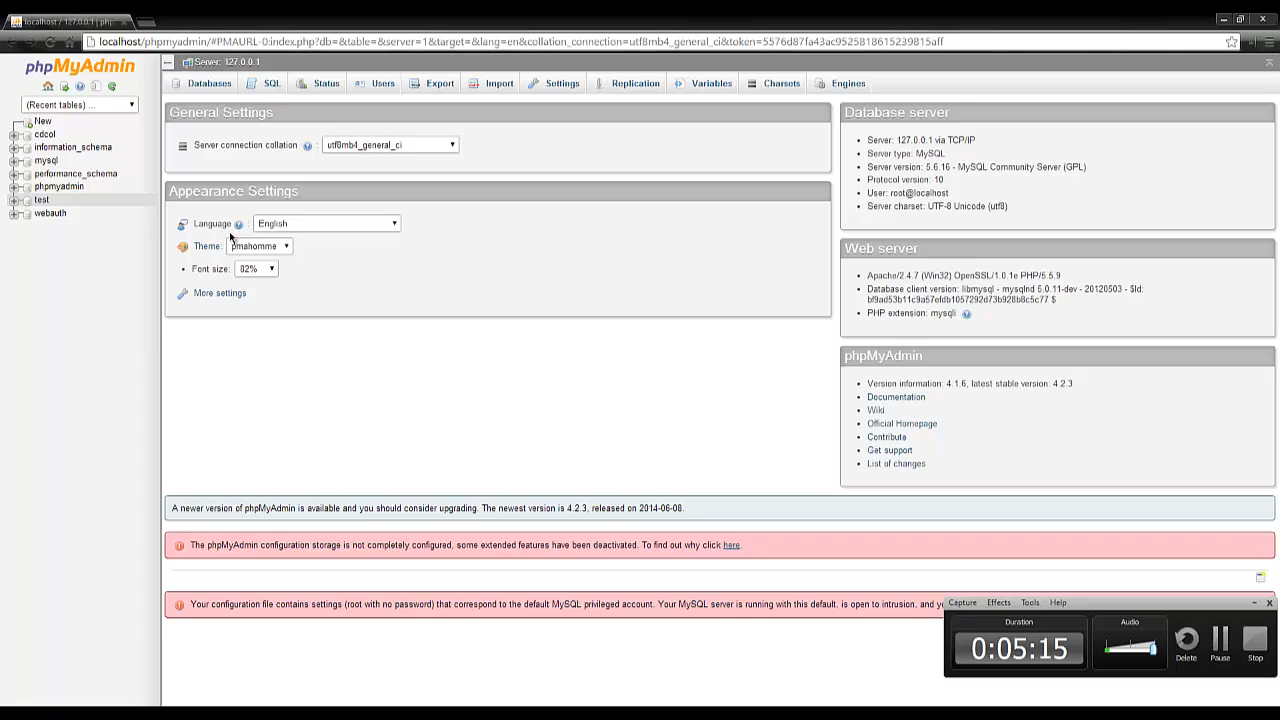 localhost / 127.0.0.1 | php
localhost/phpmyadmin/#PMAURL-0:index.php?db=&table=&server=1&target=&lang=en&collation_connection=utf8mb4_general_ci&token=5576d87fa43ac9525818615239815aff
phpMyAdmin
(Recent tables) ...
New
cdcol
information_schema
mysql
performance_schema
phpmyadmin
test
webauth
Server: 127.0.0.1
Databases SQL Status Users Export Import Settings Replication Variables Charsets Engines
General Settings
Server connection collation : utf8mb4_general_ci
Appearance Settings
Language : English
Theme: pmahomme
Font size: 82%
More settings
Database server
Server: 127.0.0.1 via TCP/IP
Server type: MySQL
Server version: 5.6.16 - MySQL Community Server (GPL)
Protocol version: 10
User: root@localhost
Server charset: UTF-8 Unicode (utf8)
Web server
Apache/2.4.7 (Win32) OpenSSL/1.0.1e PHP/5.5.9
Database client version: libmysql - mysqlnd 5.0.11-dev - 20120503 - $Id:
bf9ad53b11c9a57efdb1057292d73b928b8c5c77 $
PHP extension: mysqli
phpMyAdmin
Version information: 4.1.6, latest stable version: 4.2.3
Documentation
Wiki
Official Homepage
Contribute
Get support
List of changes
A newer version of phpMyAdmin is available and you should consider upgrading. The newest version is 4.2.3, released on 2014-06-08.
The phpMyAdmin configuration storage is not completely configured, some extended features have been deactivated. To find out why click here.
Your configuration file contains settings (root with no password) that correspond to the default MySQL privileged account. Your MySQL server is running with this default, is open to intrusion, and
Capture Effects Tools Help
Duration
0:05:15
Audio
Delete Pause Stop